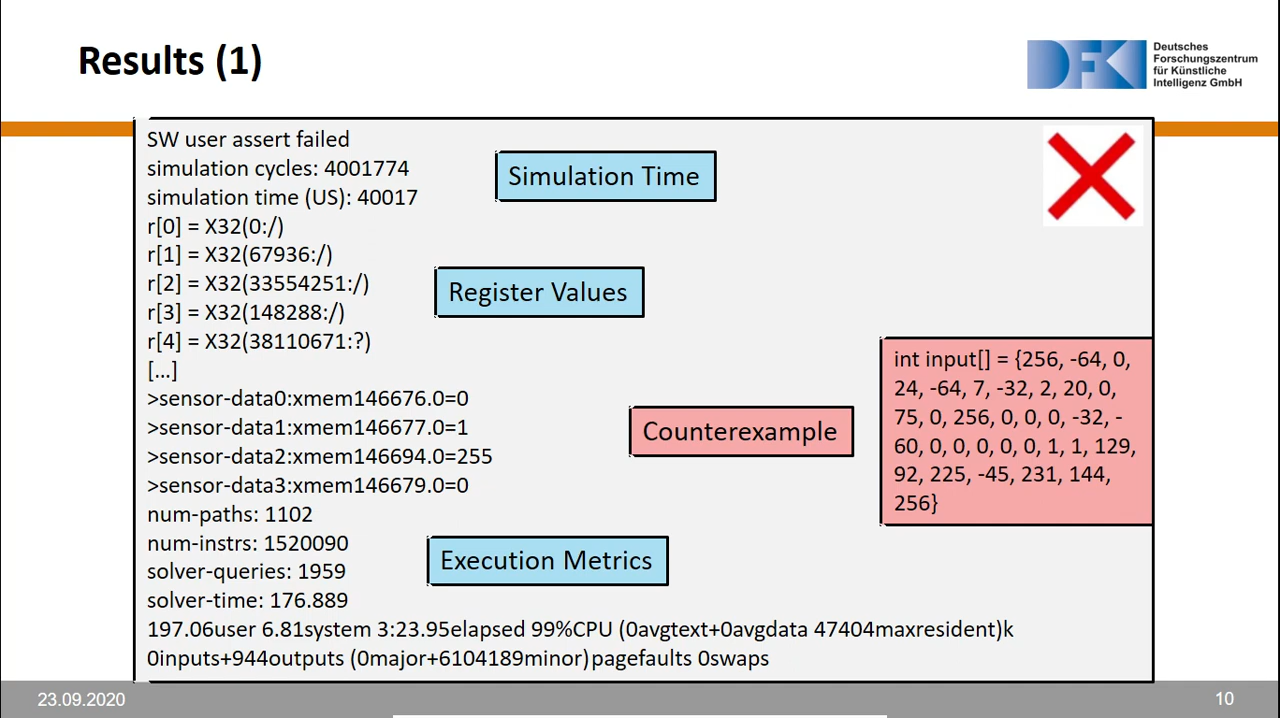 Results (1)
Deutsches
Forschungszentrum
für Künstliche
Intelligenz GmbH
DFKI
SW user assert failed
simulation cycles: 4001774
simulation time (US): 40017
r[0] = X32(0:/)
r[1] = X32(67936:/)
r[2] = X32(33554251:/)
r[3] = X32(148288:/)
r[4] = X32(38110671:?)
[...]
>sensor-data0:xmem146676.0=0
>sensor-data1:xmem146677.0=1
>sensor-data2:xmem146694.0=255
>sensor-data3:xmem146679.0=0
num-paths: 1102
num-instrs: 1520090
solver-queries: 1959
solver-time: 176.889
197.06user 6.81system 3:23.95elapsed 99%CPU (0avgtext+0avgdata 47404maxresident)k
0inputs+944outputs (0major+6104189minor)pagefaults 0swaps
Simulation Time
Register Values
Counterexample
int input[] = {256, -64, 0,
24, -64, 7, -32, 2, 20, 0,
75, 0, 256, 0, 0, 0, -32, -
60, 0, 0, 0, 0, 0, 1, 1, 129,
92, 225, -45, 231, 144,
256}
Execution Metrics
23.09.2020
10